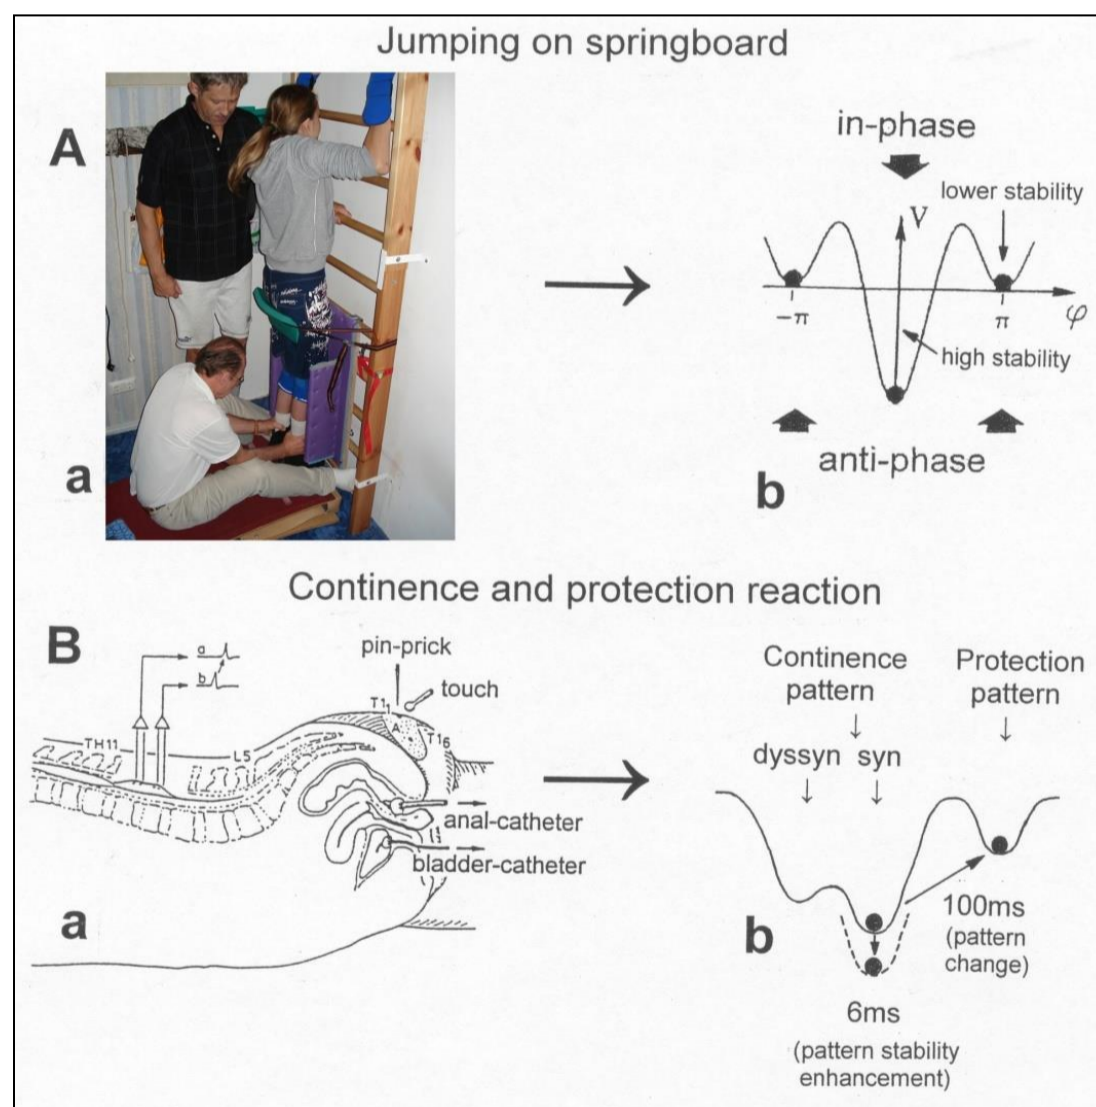 Jumping on springboard
A
a
in-phase
lower stability
V
-π
π
φ
high stability
anti-phase
b
Continence and protection reaction
B
a
b
pin-prick
touch
T1₁
A
T1₆
TH11
L5
anal-catheter
bladder-catheter
a
Continence
pattern
Protection
pattern
dyssyn syn
100ms
(pattern
change)
b
6ms
(pattern stability
enhancement)